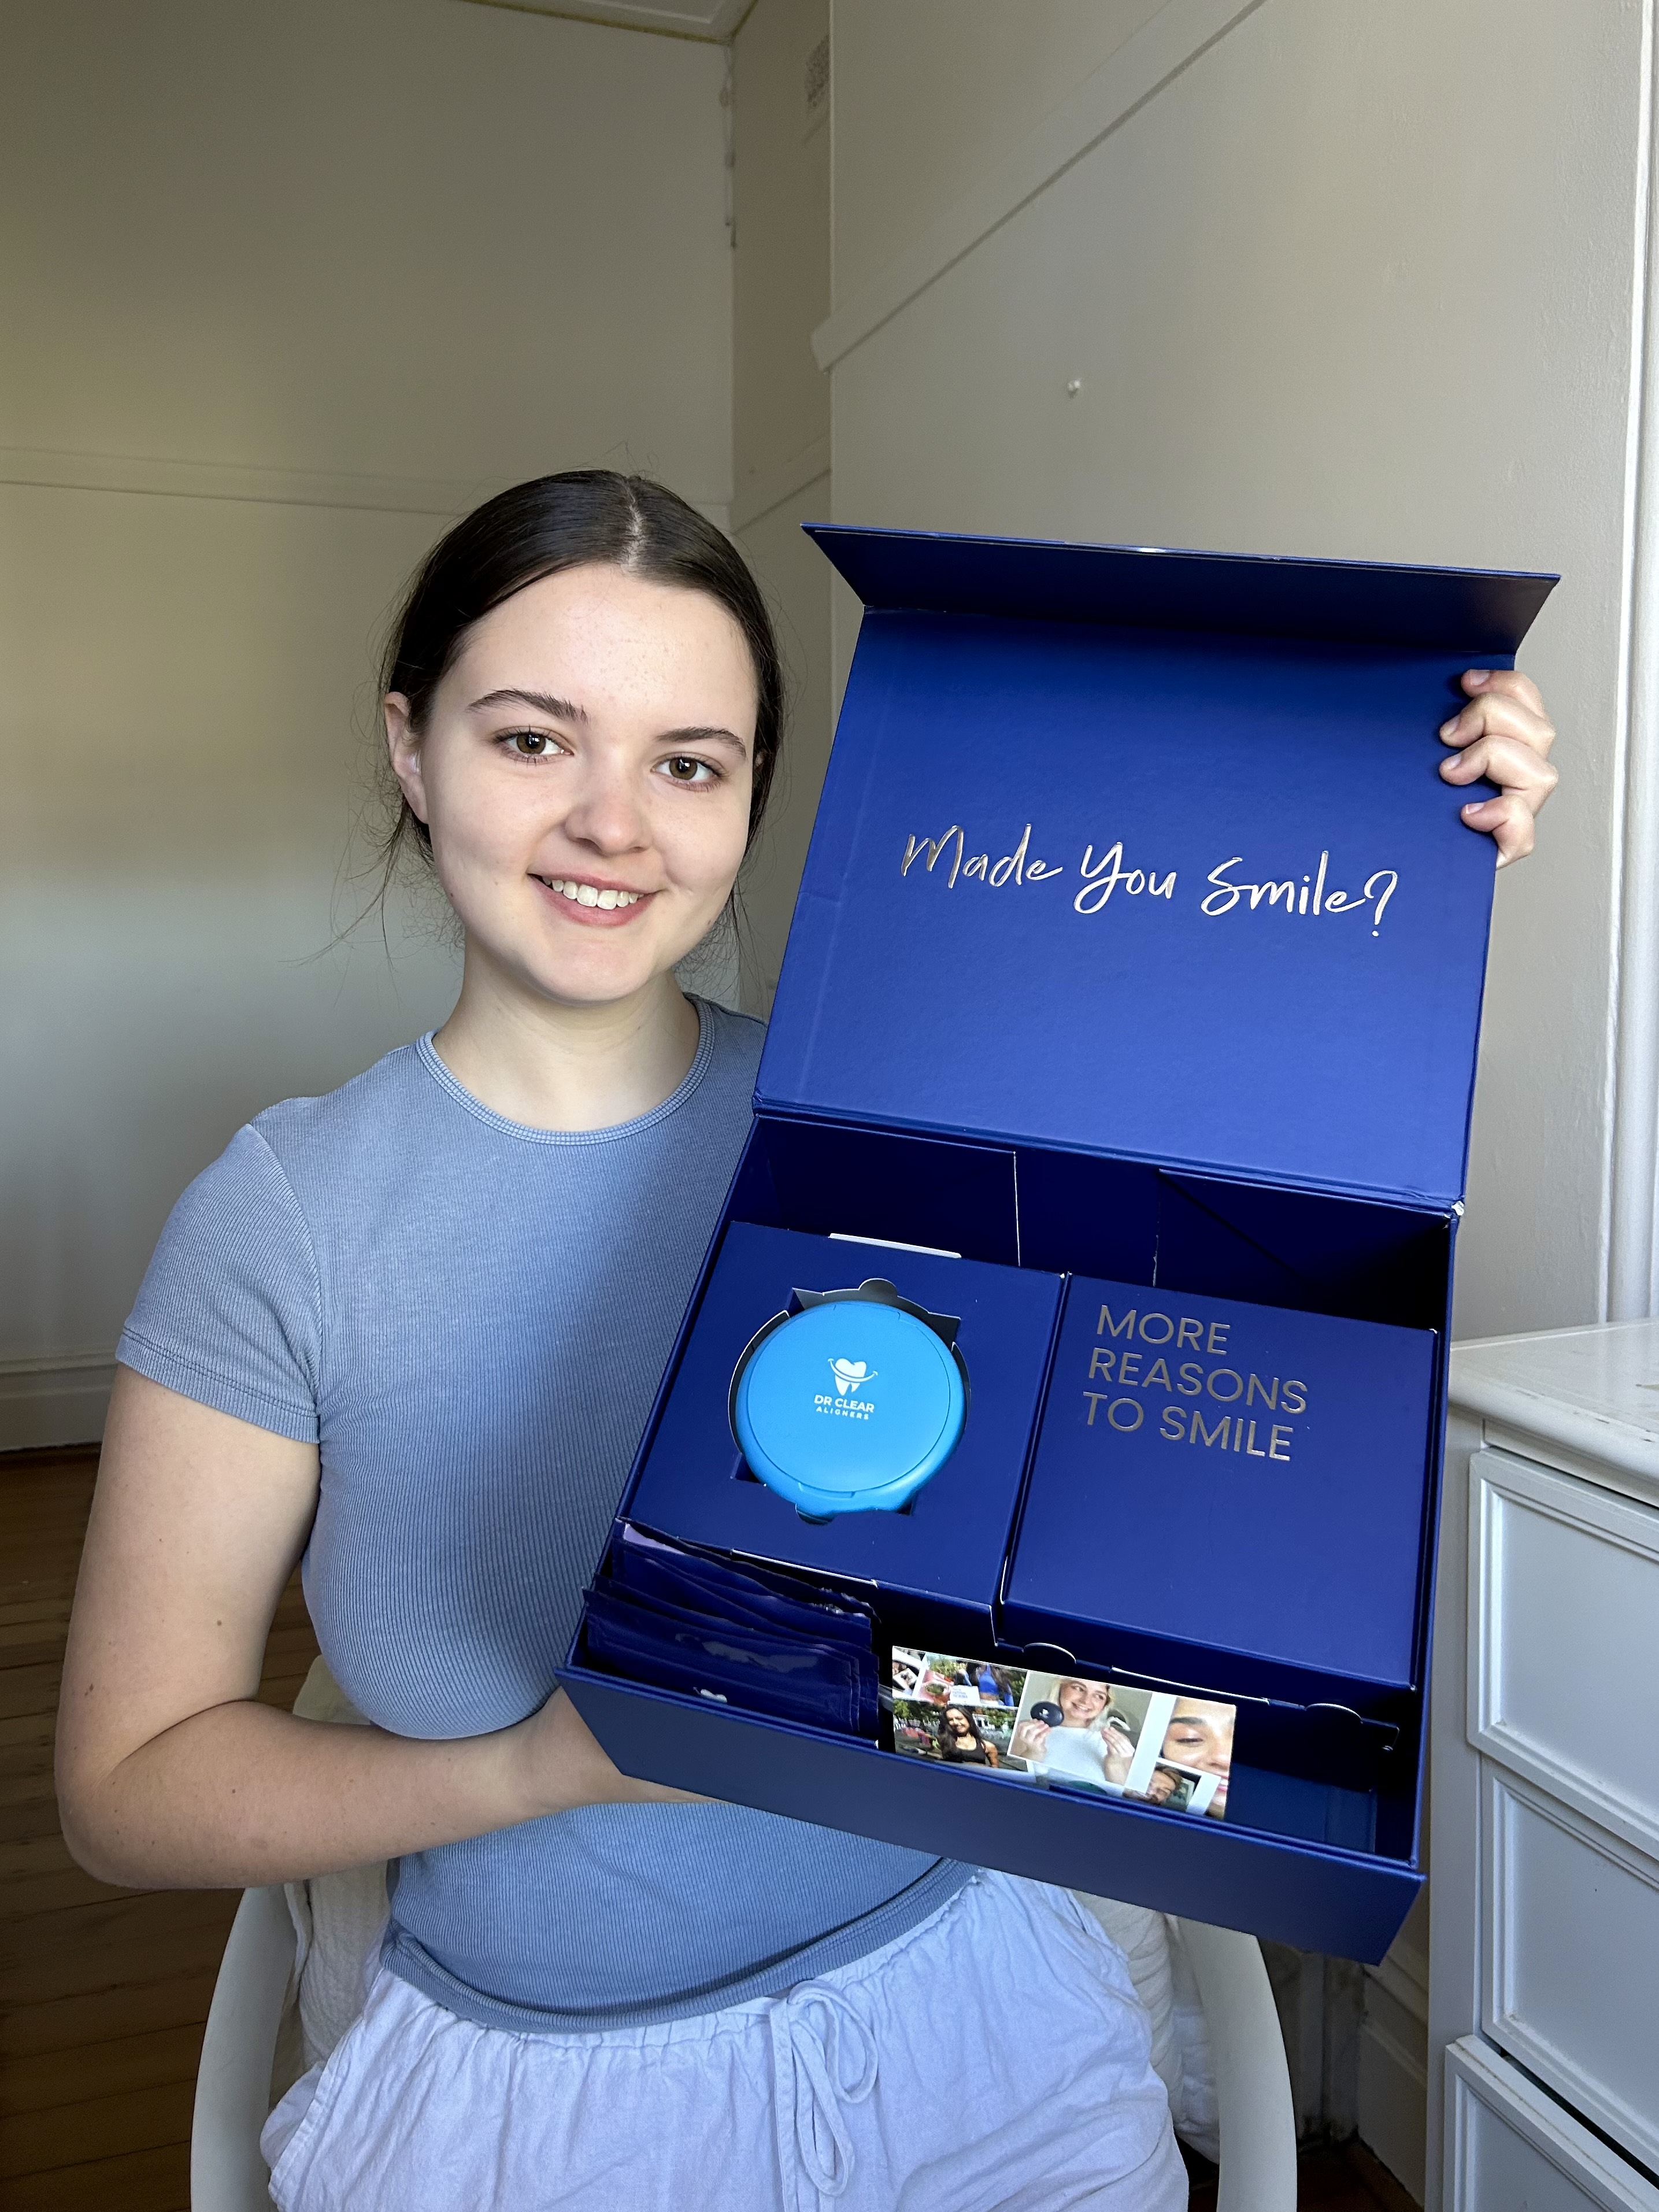 Made You Smile?
MORE
REASONS
TO SMILE
DR CLEAR
ALIGNERS